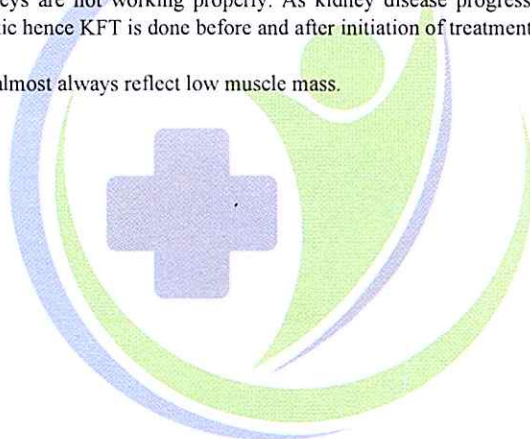 eys are not working properly. As kidney disease progress
ic hence KFT is done before and after initiation of treatment
almost always reflect low muscle mass.